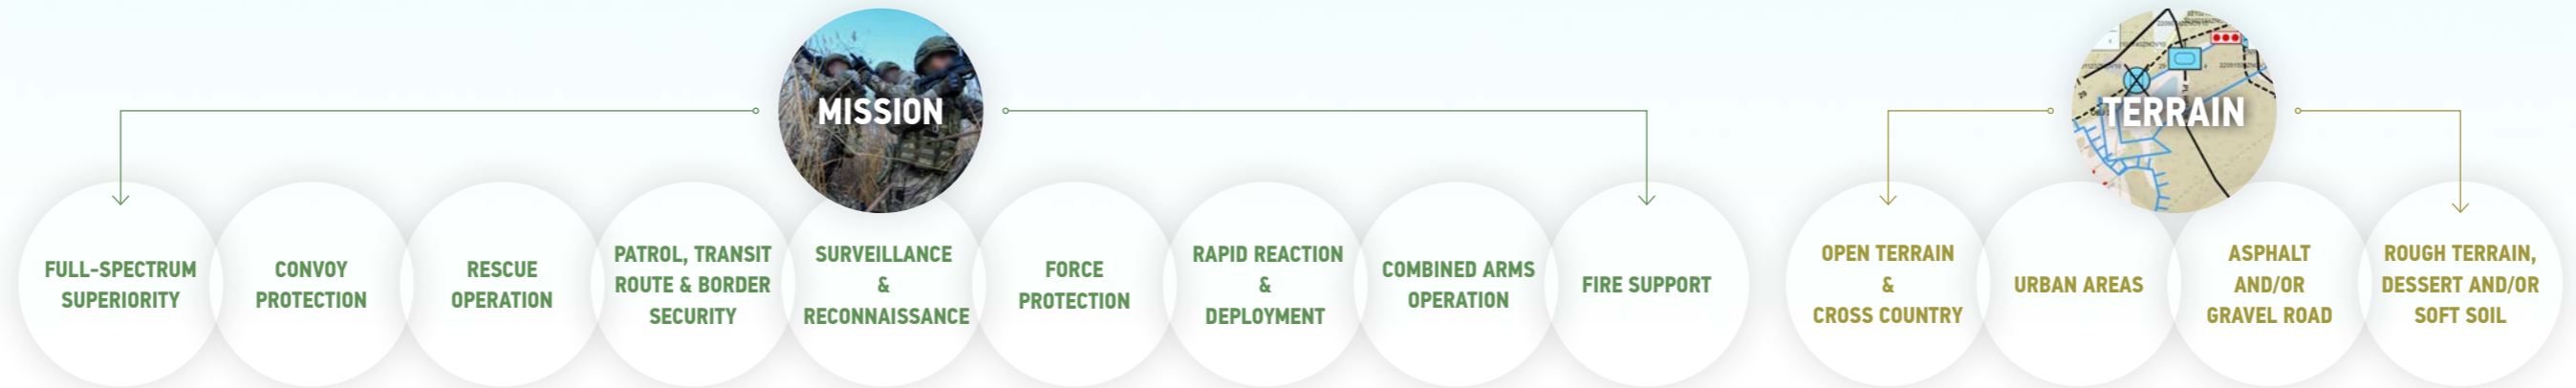 MISSION
TERRAIN
FULL-SPECTRUM
SUPERIORITY
CONVOY
PROTECTION
RESCUE
OPERATION
PATROL, TRANSIT
ROUTE & BORDER
SECURITY
SURVEILLANCE
&
RECONNAISSANCE
FORCE
PROTECTION
RAPID REACTION
&
DEPLOYMENT
COMBINED ARMS
OPERATION
FIRE SUPPORT
OPEN TERRAIN
&
CROSS COUNTRY
URBAN AREAS
ASPHALT
AND/OR
GRAVEL ROAD
ROUGH TERRAIN,
DESSERT AND/OR
SOFT SOIL